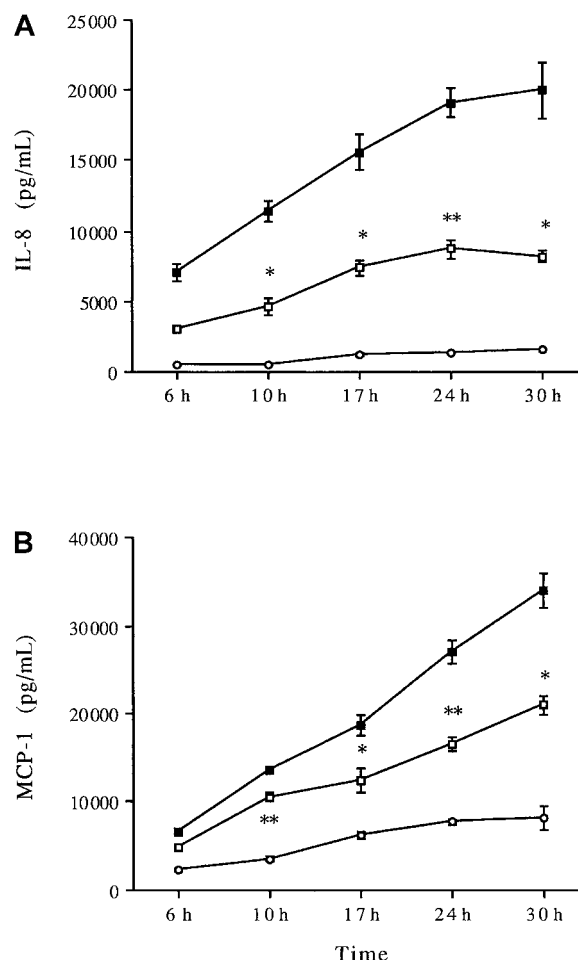 A
IL-8 (pg/mL)
25000
20000
15000
10000
5000
0
*
*
**
*
6 h
10 h
17 h
24 h
30 h
B
MCP-1 (pg/mL)
40000
30000
20000
10000
0
**
*
**
*
6 h
10 h
17 h
24 h
30 h
Time